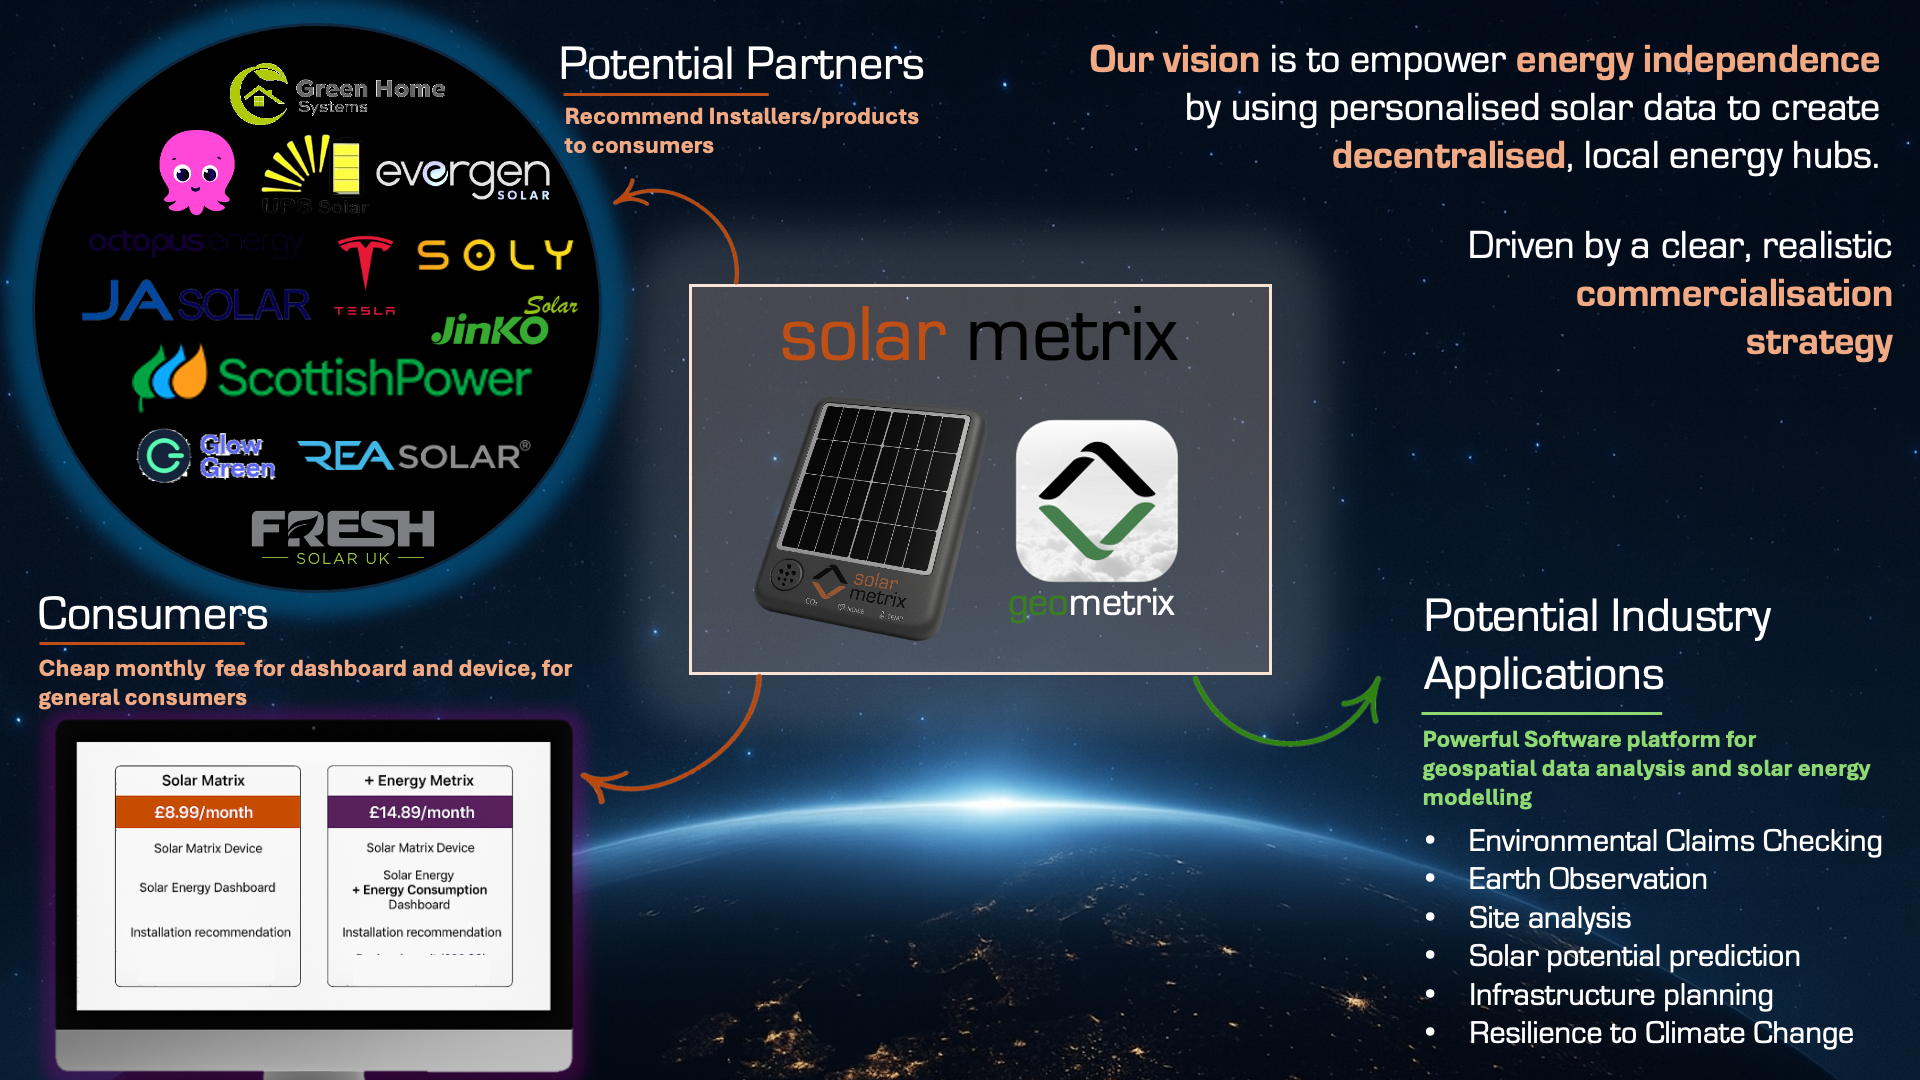 Green Home
Systems
UPS Solar
evergen
SOLAR
octopus energy
JA SOLAR
TESLA
SOLY
Solar
JinKO
ScottishPower
Glow
Green
REA SOLAR®
FRESH
SOLAR UK
Potential Partners
Recommend Installers/products
to consumers
Our vision is to empower energy independence
by using personalised solar data to create
decentralised, local energy hubs.
Driven by a clear, realistic
commercialisation
strategy
solar metrix
solar
metrix
CO₂
NOISE
TEMP
geometrix
Consumers
Cheap monthly fee for dashboard and device, for
general consumers
Solar Matrix
£8.99/month
Solar Matrix Device
Solar Energy Dashboard
Installation recommendation
+ Energy Metrix
£14.89/month
Solar Matrix Device
Solar Energy
+ Energy Consumption
Dashboard
Installation recommendation
Potential Industry
Applications
Powerful Software platform for
geospatial data analysis and solar energy
modelling
• Environmental Claims Checking
• Earth Observation
• Site analysis
• Solar potential prediction
• Infrastructure planning
• Resilience to Climate Change